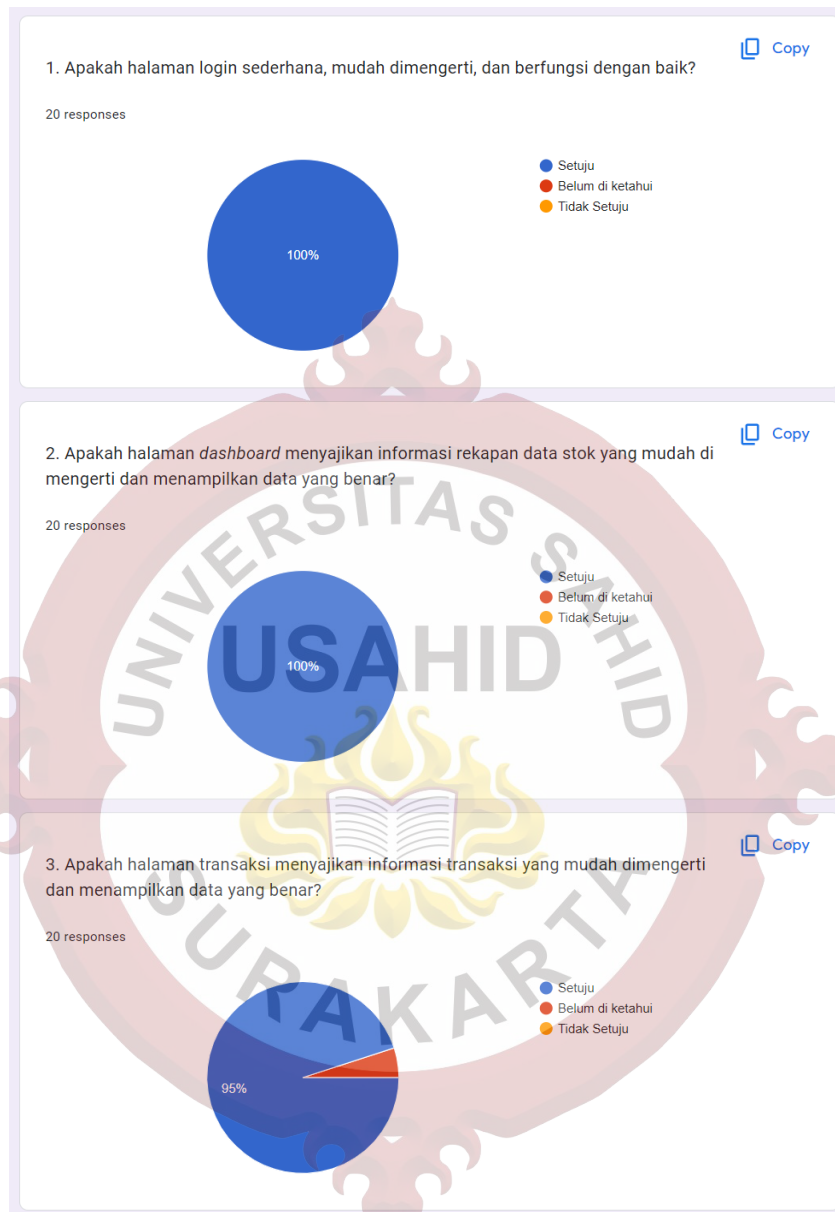 Copy
1. Apakah halaman login sederhana, mudah dimengerti, dan berfungsi dengan baik?
20 responses
Setuju
Belum di ketahui
Tidak Setuju
100%
Copy
2. Apakah halaman dashboard menyajikan informasi rekapan data stok yang mudah di
mengerti dan menampilkan data yang benar?
20 responses
Setuju
Belum di ketahui
Tidak Setuju
100%
UNIVERSITAS SAHID
USAHID
SURAKARTA
Copy
3. Apakah halaman transaksi menyajikan informasi transaksi yang mudah dimengerti
dan menampilkan data yang benar?
20 responses
Setuju
Belum di ketahui
Tidak Setuju
95%